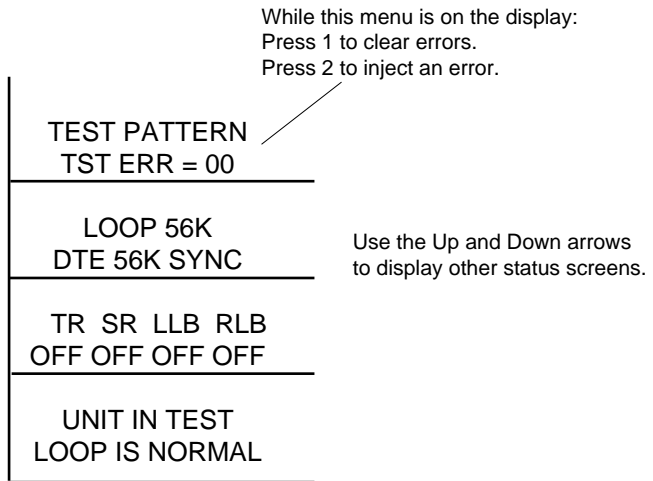 While this menu is on the display:
Press 1 to clear errors.
Press 2 to inject an error.
TEST PATTERN
TST ERR = 00
LOOP 56K
DTE 56K SYNC
Use the Up and Down arrows
to display other status screens.
TR SR LLB RLB
OFF OFF OFF OFF
UNIT IN TEST
LOOP IS NORMAL